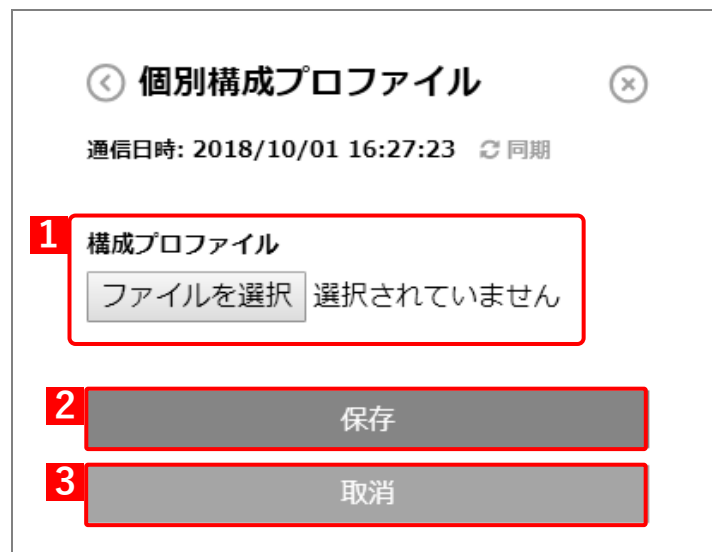 個別構成プロファイル
通信日時: 2018/10/01 16:27:23 同期
1
構成プロファイル
ファイルを選択 選択されていません
2
保存
3
取消